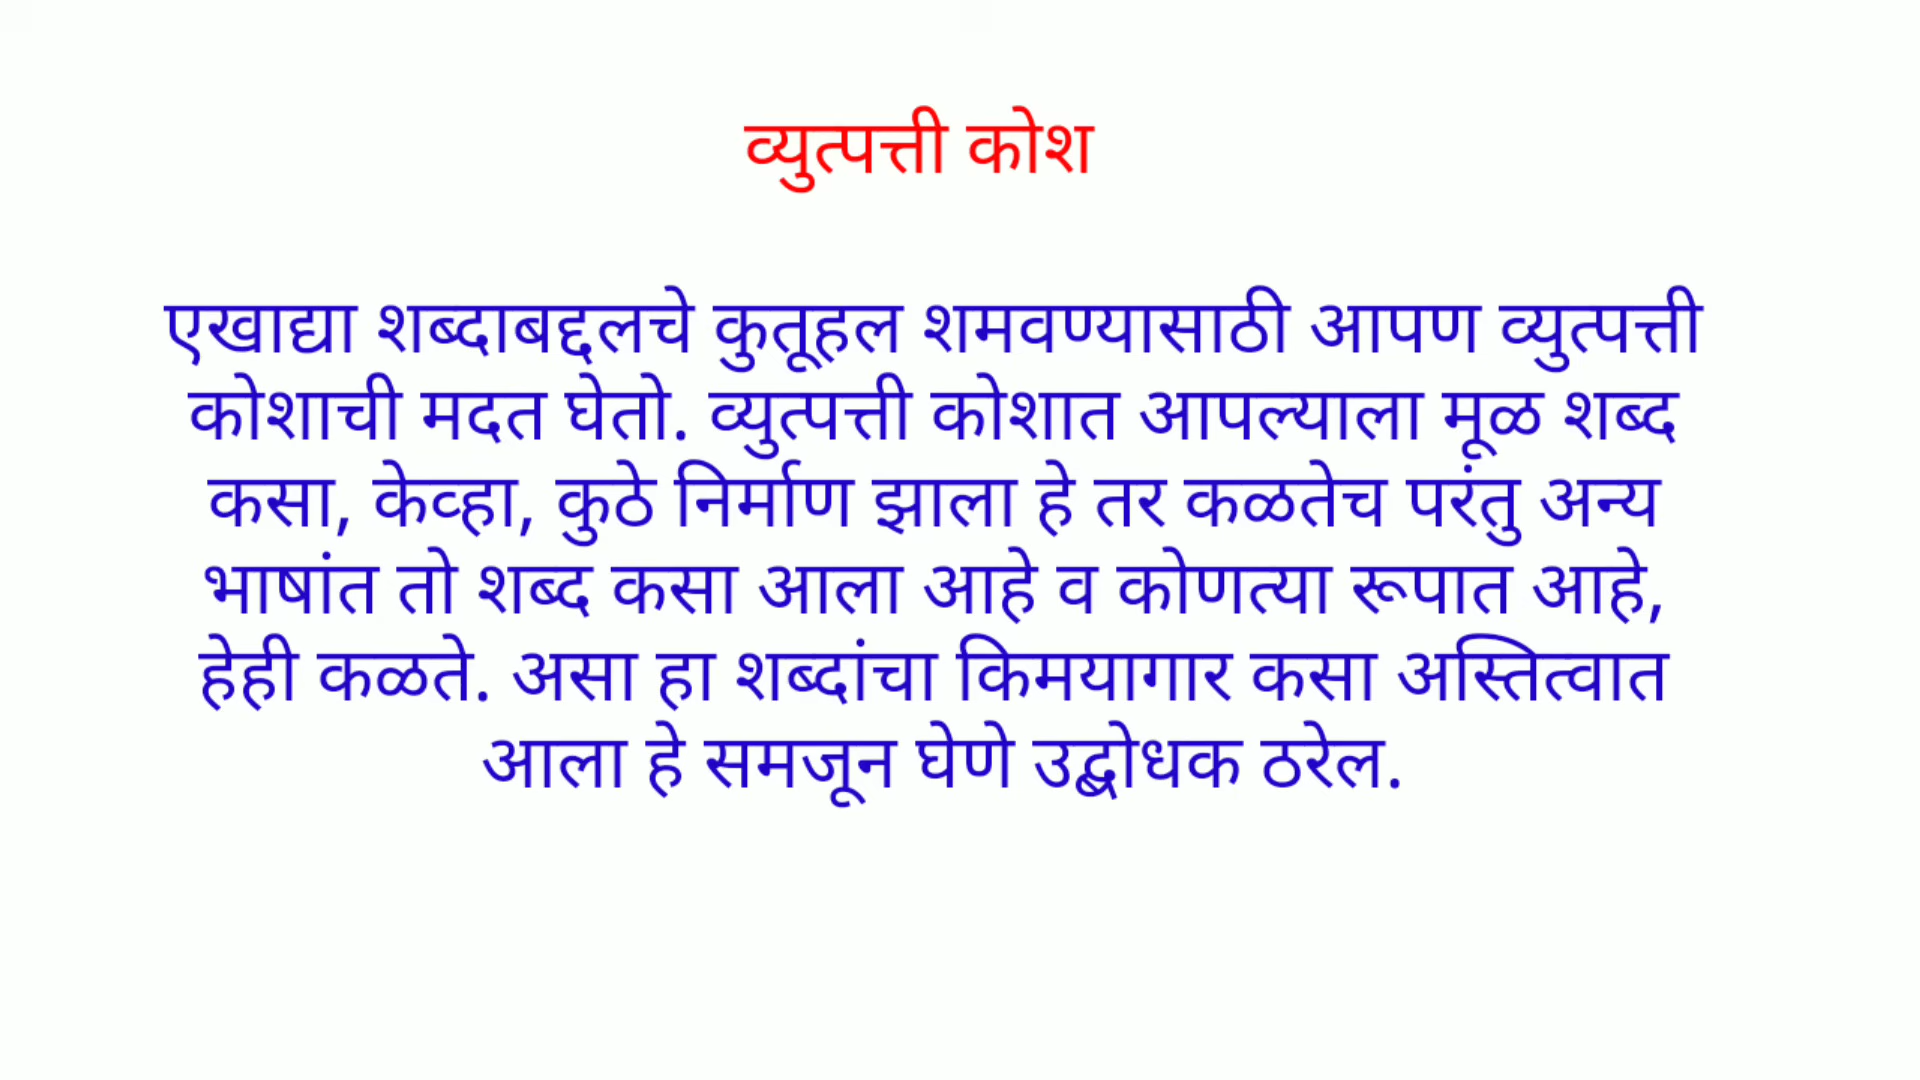 व्युत्पत्ती कोश
एखाद्या शब्दाबद्दलचे कुतूहल शमवण्यासाठी आपण व्युत्पत्ती
कोशाची मदत घेतो. व्युत्पत्ती कोशात आपल्याला मूळ शब्द
कसा, केव्हा, कुठे निर्माण झाला हे तर कळतेच परंतु अन्य
भाषांत तो शब्द कसा आला आहे व कोणत्या रूपात आहे,
हेही कळते. असा हा शब्दांचा किमयागार कसा अस्तित्वात
आला हे समजून घेणे उद्बोधक ठरेल.